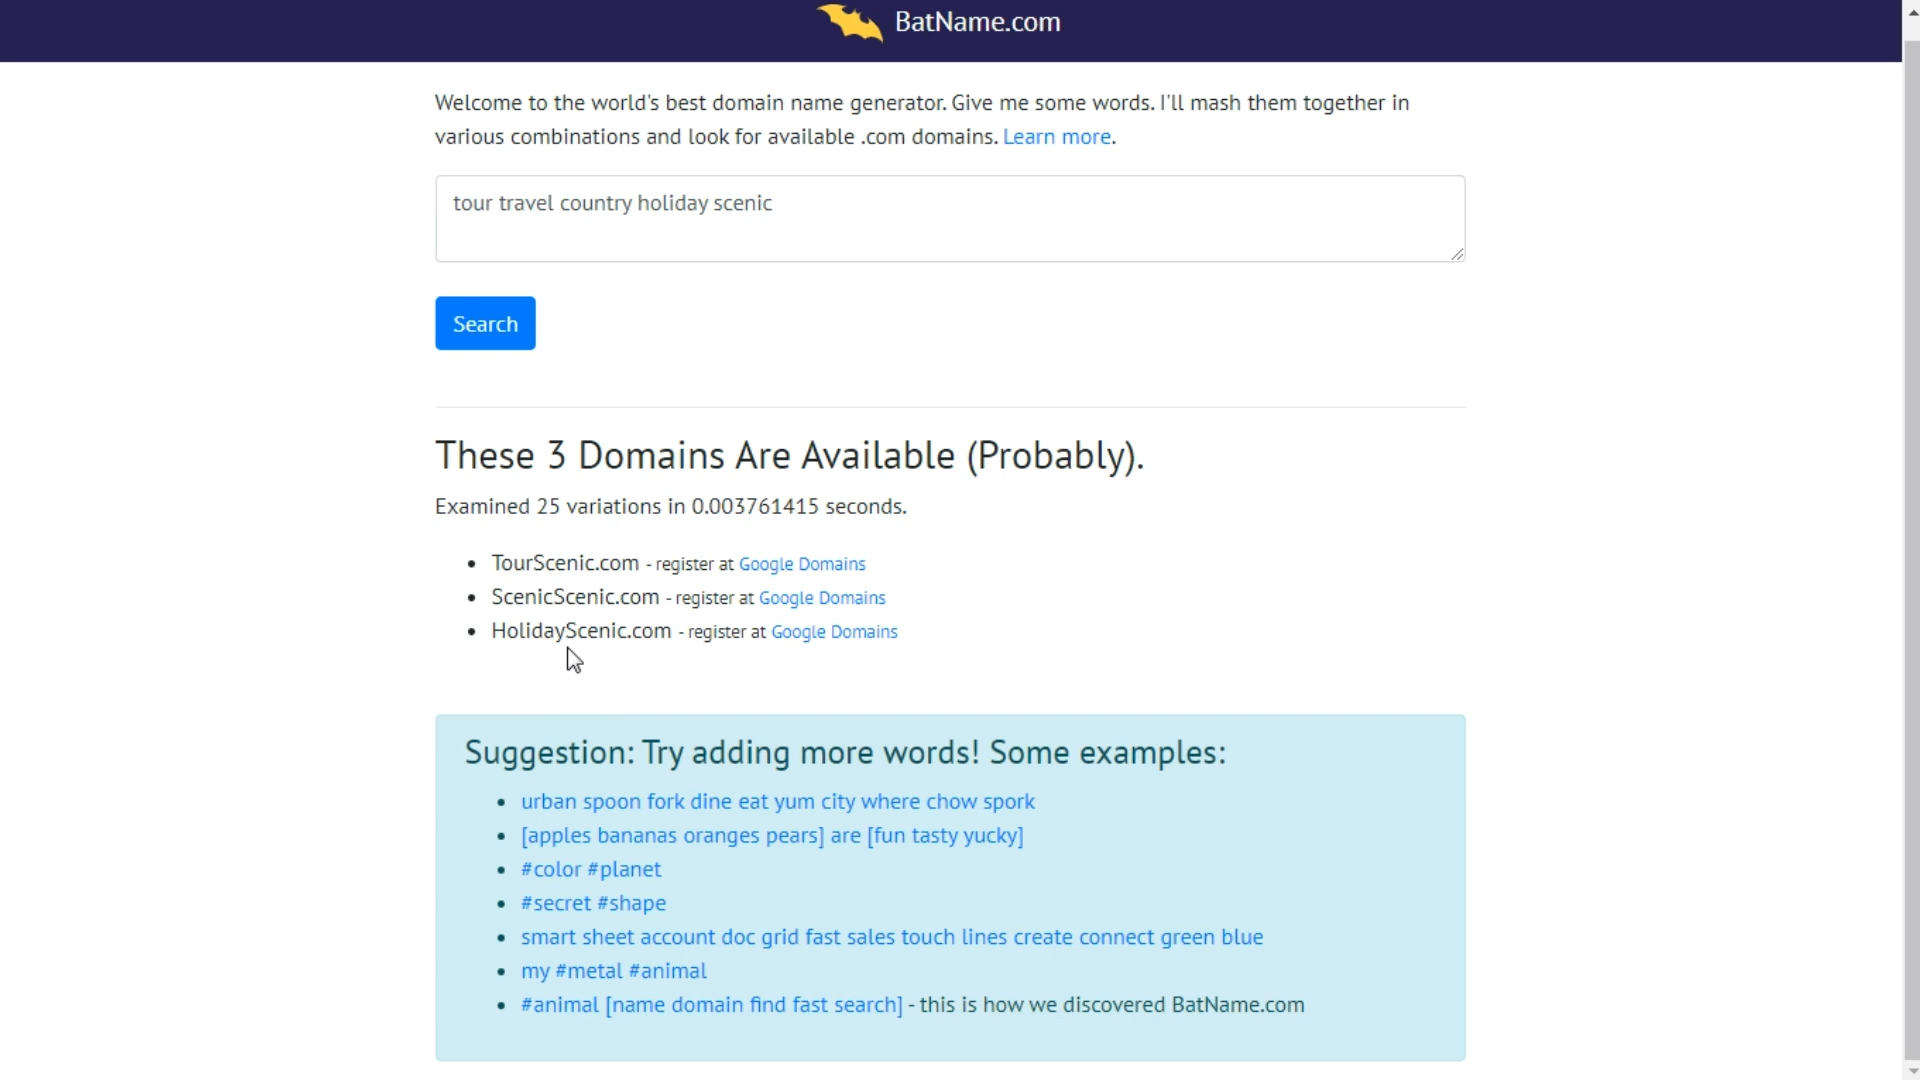 BatName.com
Welcome to the world's best domain name generator. Give me some words. I'll mash them together in
various combinations and look for available .com domains. Learn more.
tour travel country holiday scenic
Search
These 3 Domains Are Available (Probably).
Examined 25 variations in 0.003761415 seconds.
• TourScenic.com - register at Google Domains
• ScenicScenic.com - register at Google Domains
• HolidayScenic.com - register at Google Domains
Suggestion: Try adding more words! Some examples:
• urban spoon fork dine eat yum city where chow spork
• [apples bananas oranges pears] are [fun tasty yucky]
• #color #planet
• #secret #shape
• smart sheet account doc grid fast sales touch lines create connect green blue
• my #metal #animal
• #animal [name domain find fast search] - this is how we discovered BatName.com